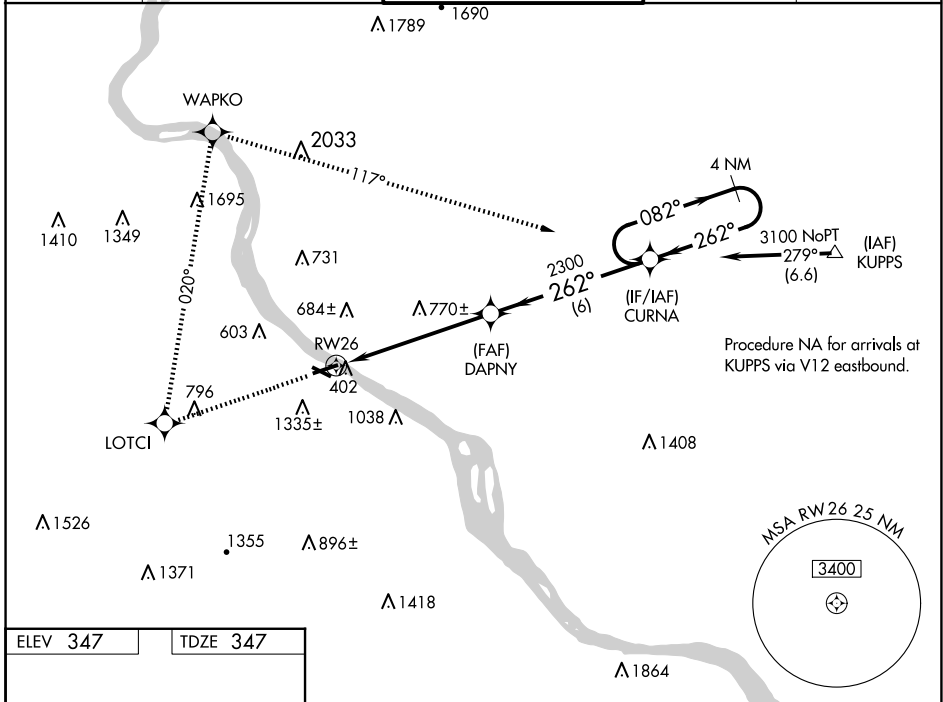 1789
1690
WAPKO
2033
117°
4 NM
1695
1410
1349
020°
082°
262°
3100 NoPT
279°
(6.6)
(IAF)
KUPPS
731
2300
262°
(6)
(IF/IAF)
CURNA
684±
770±
603
RW26
(FAF)
DAPNY
Procedure NA for arrivals at
KUPPS via V12 eastbound.
402
796
1335±
1038
LOTCI
1408
1526
1355
896±
1371
1418
MSA RW26 25 NM
3400
ELEV 347
TDZE 347
1864